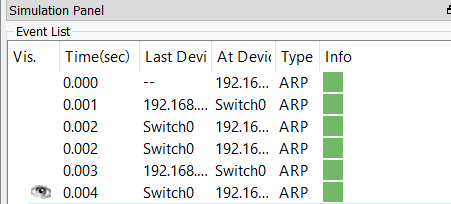 Simulation Panel
Event List
Vis. Time(sec) Last Devi At Devic Type Info
0.000 -- 192.16... ARP
0.001 192.168.... Switch0 ARP
0.002 Switch0 192.16... ARP
0.002 Switch0 192.16... ARP
0.003 192.168.... Switch0 ARP
0.004 Switch0 192.16... ARP